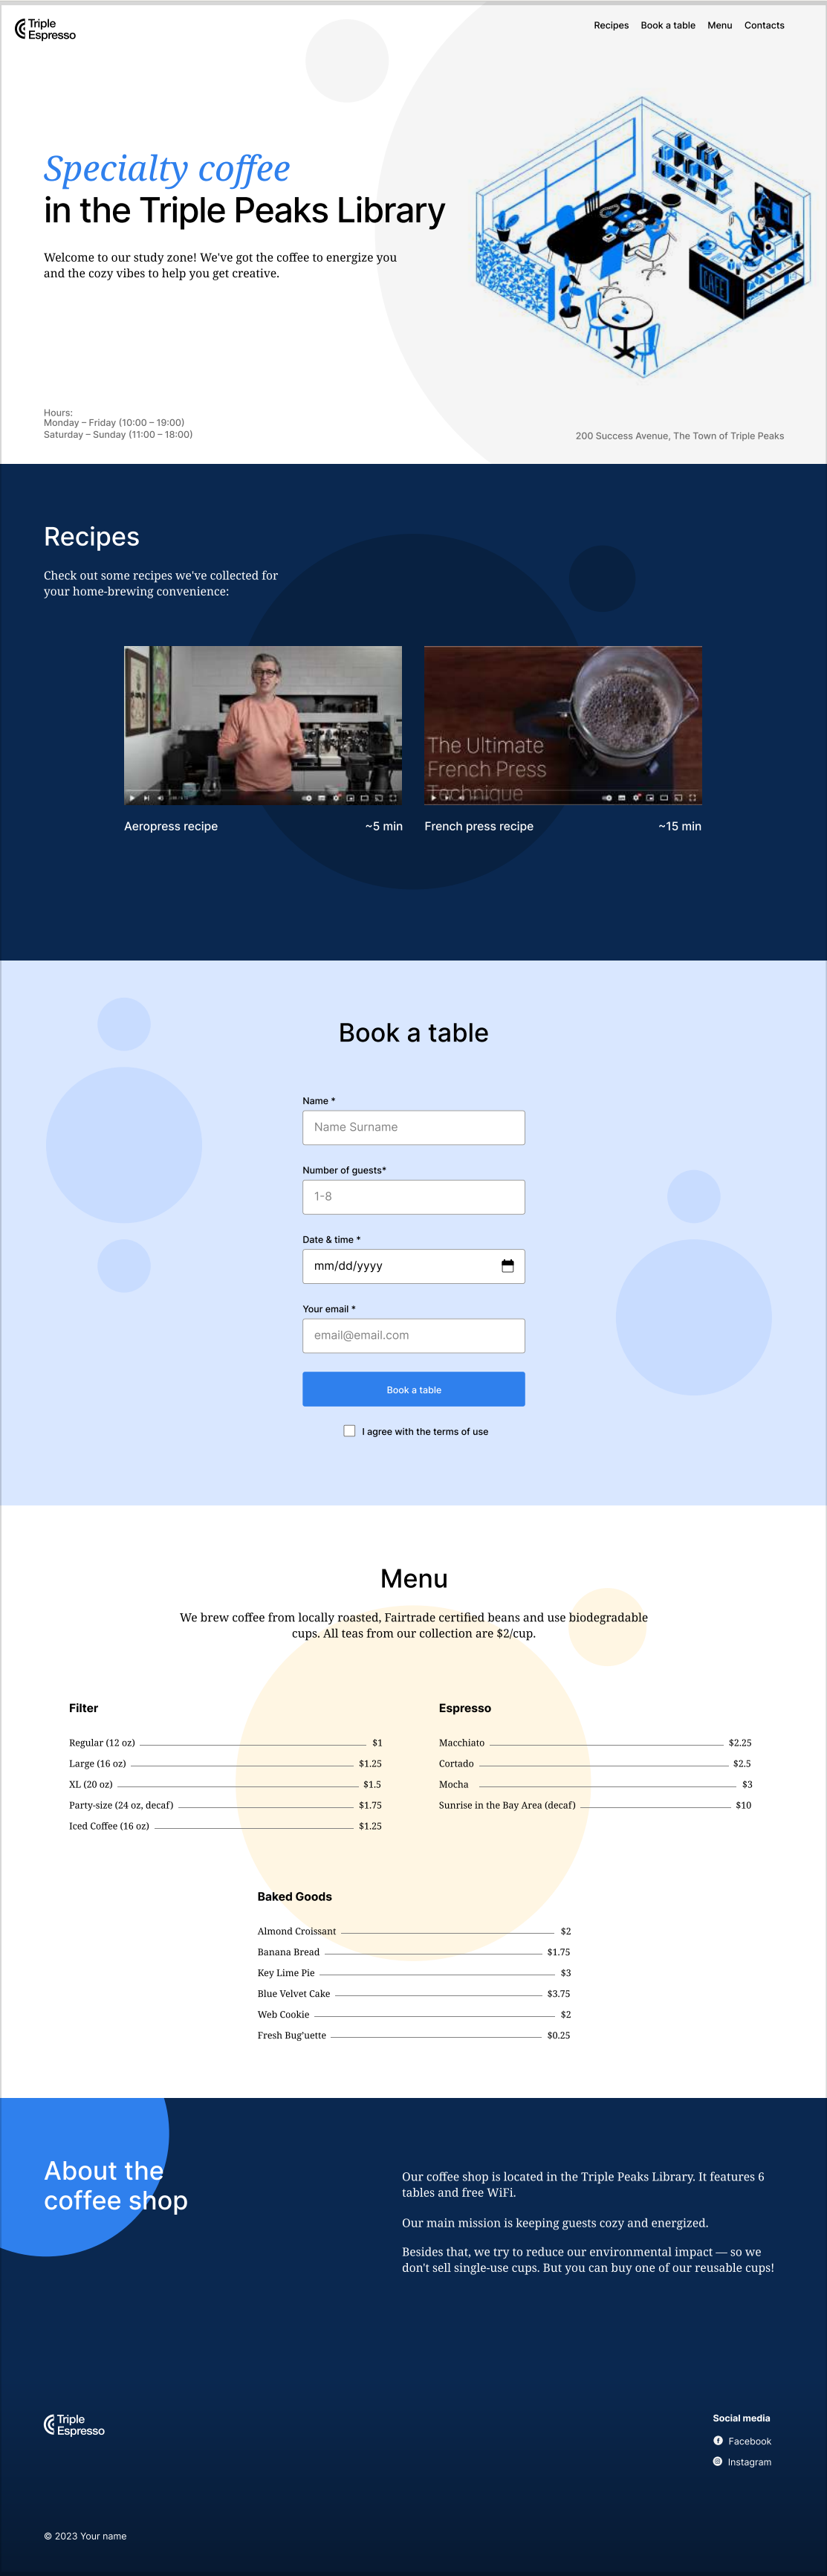 Triple
Espresso
Recipes Book a table Menu Contacts
Specialty coffee
in the Triple Peaks Library
Welcome to our study zone! We've got the coffee to energize you
and the cozy vibes to help you get creative.
CAFE
Hours:
Monday – Friday (10:00 – 19:00)
Saturday – Sunday (11:00 – 18:00)
200 Success Avenue, The Town of Triple Peaks
Recipes
Check out some recipes we've collected for
your home-brewing convenience:
The Ultimate
French Press
Technique
Aeropress recipe ~5 min
French press recipe ~15 min
Book a table
Name *
Name Surname
Number of guests*
1-8
Date & time *
mm/dd/yyyy
Your email *
email@email.com
Book a table
I agree with the terms of use
Menu
We brew coffee from locally roasted, Fairtrade certified beans and use biodegradable
cups. All teas from our collection are $2/cup.
Filter
Regular (12 oz) $1
Large (16 oz) $1.25
XL (20 oz) $1.5
Party-size (24 oz, decaf) $1.75
Iced Coffee (16 oz) $1.25
Espresso
Macchiato $2.25
Cortado $2.5
Mocha $3
Sunrise in the Bay Area (decaf) $10
Baked Goods
Almond Croissant $2
Banana Bread $1.75
Key Lime Pie $3
Blue Velvet Cake $3.75
Web Cookie $2
Fresh Bug'uette $0.25
About the
coffee shop
Our coffee shop is located in the Triple Peaks Library. It features 6
tables and free WiFi.
Our main mission is keeping guests cozy and energized.
Besides that, we try to reduce our environmental impact — so we
don't sell single-use cups. But you can buy one of our reusable cups!
Triple
Espresso
Social media
Facebook
Instagram
© 2023 Your name